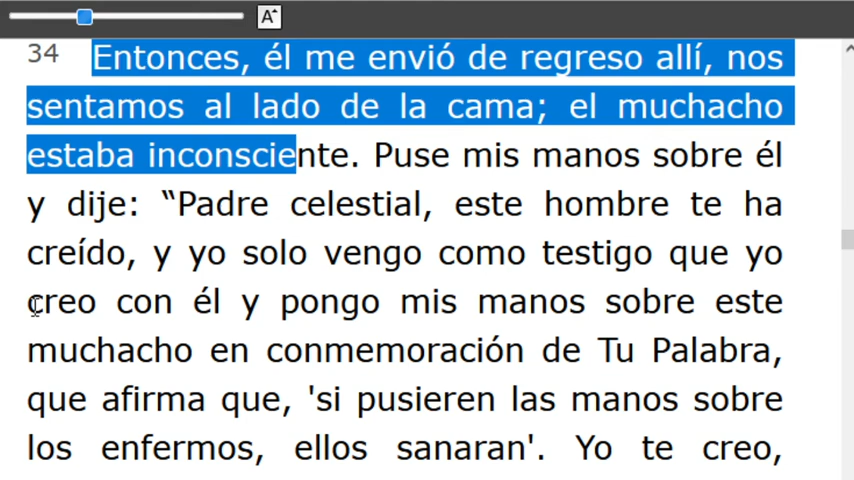 A
34 Entonces, él me envió de regreso allí, nos
sentamos al lado de la cama; el muchacho
estaba inconsciente. Puse mis manos sobre él
y dije: “Padre celestial, este hombre te ha
creído, y yo solo vengo como testigo que yo
creo con él y pongo mis manos sobre este
muchacho en conmemoración de Tu Palabra,
que afirma que, 'si pusieren las manos sobre
los enfermos, ellos sanaran'. Yo te creo,